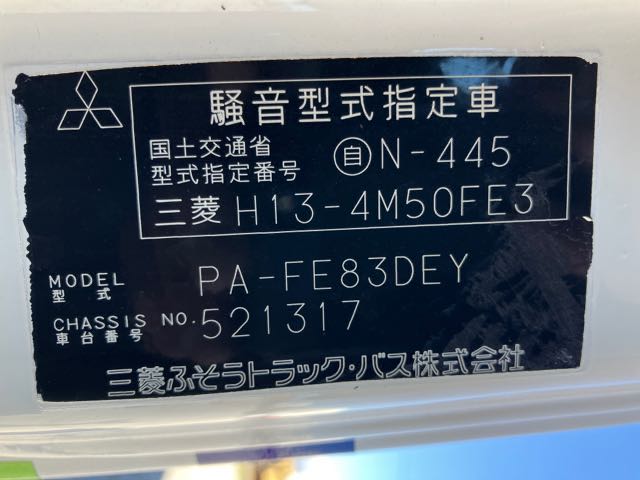 騒音型式指定車
国土交通省
型式指定番号 自N-445
三菱 H13-4M50FE3
MODEL
型式 PA-FE83DEY
CHASSIS NO.
車台番号 521317
三菱ふそうトラック・バス株式会社